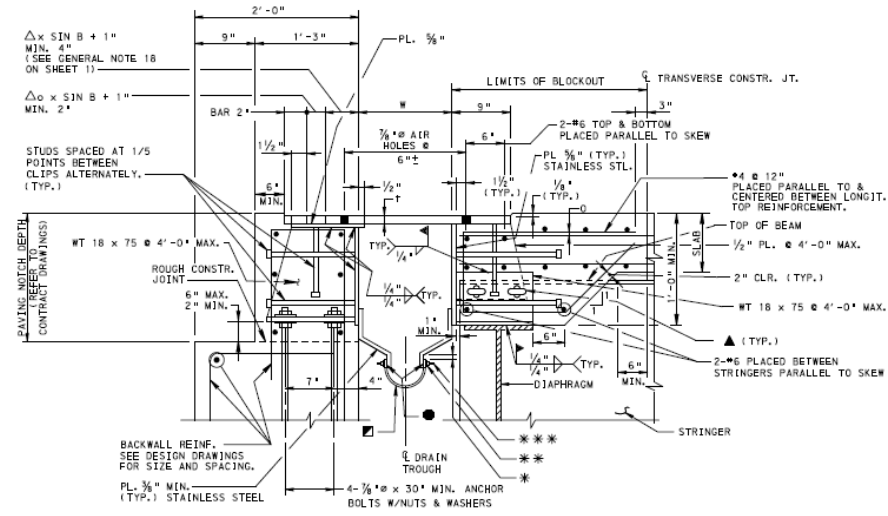 2'-0"
9"
1'-3"
PL. ⅝"
△x SIN B + 1"
MIN. 4"
(SEE GENERAL NOTE 18
ON SHEET 1)
△o x SIN B + 1"
MIN. 2"
BAR 2"
W
LIMITS OF BLOCKOUT
℄ TRANSVERSE CONSTR. JT.
9"
3"
⅞"Ø AIR
HOLES @
6"±
6"
2-#6 TOP & BOTTOM
PLACED PARALLEL TO SKEW
1½"
STUDS SPACED AT 1/5
POINTS BETWEEN
CLIPS ALTERNATELY.
(TYP.)
6"
MIN.
½"
1½"
(TYP.)
⅛"
(TYP.)
PL ⅝" (TYP.)
STAINLESS STL.
#4 @ 12"
PLACED PARALLEL TO &
CENTERED BETWEEN LONGIT.
TOP REINFORCEMENT.
TOP OF BEAM
½" PL. @ 4'-0" MAX.
2" CLR. (TYP.)
WT 18 x 75 @ 4'-0" MAX.
▲ (TYP.)
2-#6 PLACED BETWEEN
STRINGERS PARALLEL TO SKEW
PAVING NOTCH DEPTH
(REFER TO
CONTRACT DRAWINGS)
WT 18 x 75 @ 4'-0" MAX.
ROUGH CONSTR.
JOINT
6" MAX.
2" MIN.
TYP.
1/4"
1/4"
1/4"
TYP.
1'-0" MIN.
SLAB
1
1
1"
MIN.
6"
1/4"
1/4"
TYP.
6"
MIN.
DIAPHRAGM
7"
4"
STRINGER
BACKWALL REINF.
SEE DESIGN DRAWINGS
FOR SIZE AND SPACING.
℄ DRAIN
TROUGH
***
**
*
PL. ⅜" MIN.
(TYP.) STAINLESS STEEL
4-⅞"Ø x 30" MIN. ANCHOR
BOLTS W/NUTS & WASHERS